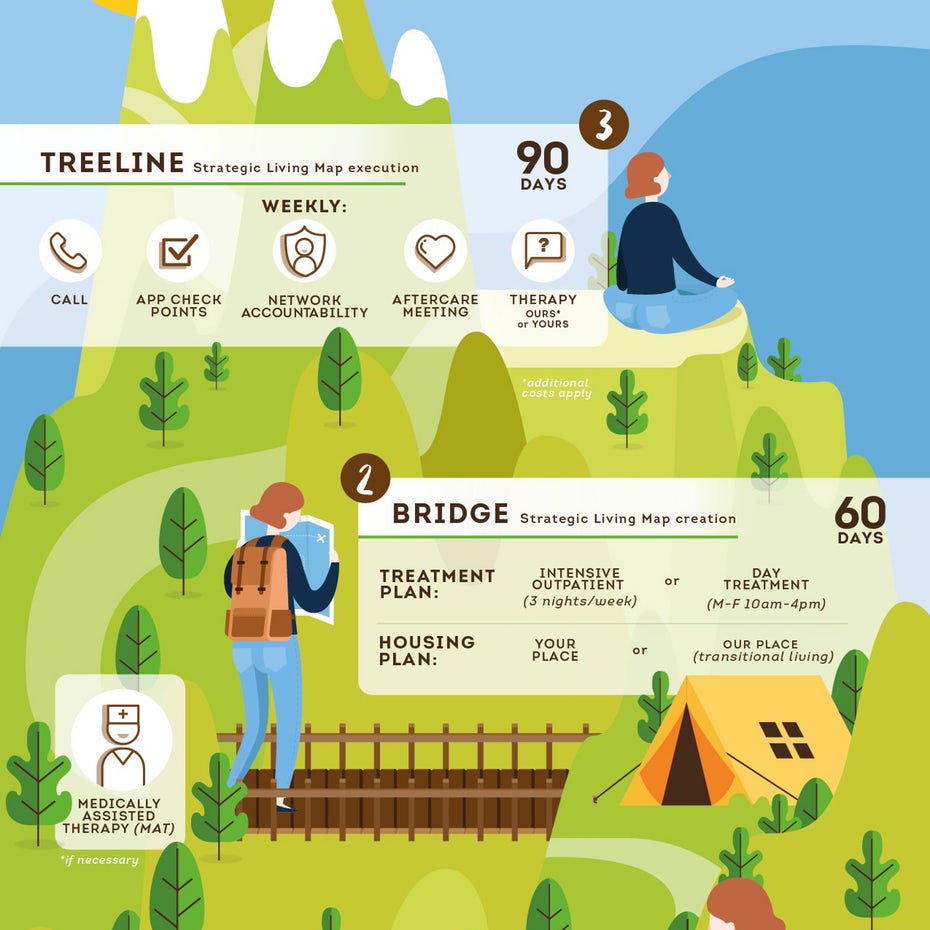 3
TREELINE Strategic Living Map execution
90
DAYS
WEEKLY:
CALL
APP CHECK
POINTS
NETWORK
ACCOUNTABILITY
AFTERCARE
MEETING
?
THERAPY
OURS*
or YOURS
*additional
costs apply
2
BRIDGE Strategic Living Map creation
60
DAYS
TREATMENT
PLAN:
INTENSIVE
OUTPATIENT
(3 nights/week)
or
DAY
TREATMENT
(M-F 10am-4pm)
HOUSING
PLAN:
YOUR
PLACE
or
OUR PLACE
(transitional living)
MEDICALLY
ASSISTED
THERAPY (MAT)
*if necessary